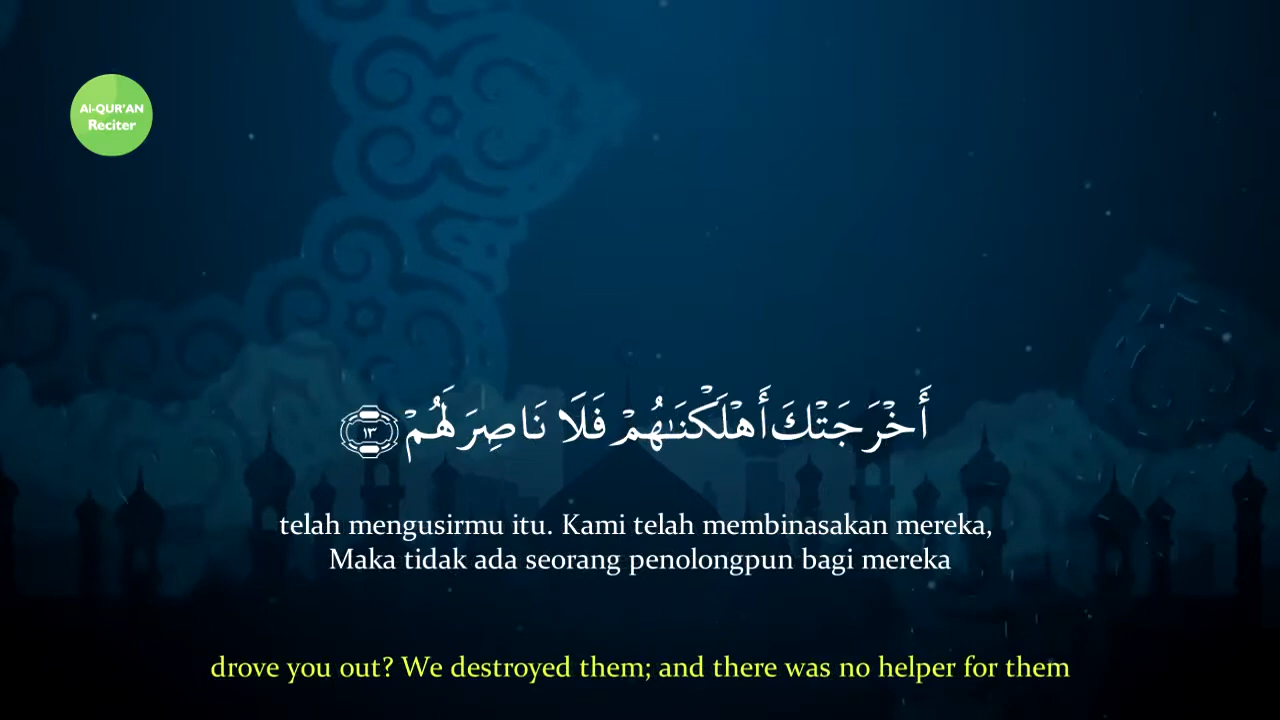 Al-QUR'AN
Reciter
أَخْرَجَتْكَ أَهْلَكْنَـٰهُمْ فَلَا نَاصِرَ لَهُمْ ١٣
telah mengusirmu itu. Kami telah membinasakan mereka,
Maka tidak ada seorang penolongpun bagi mereka
drove you out? We destroyed them; and there was no helper for them